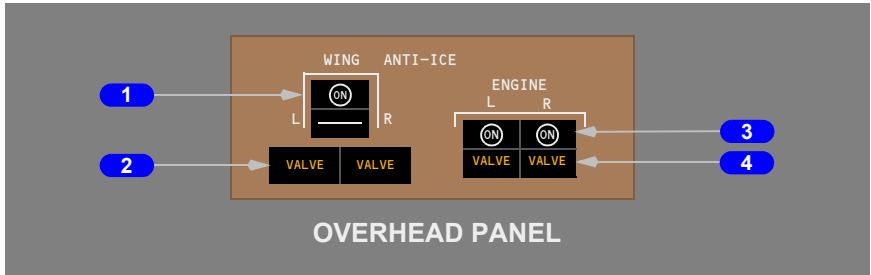 WING ANTI-ICE
ENGINE
L R
1 ON
L R
ON ON 3
2 VALVE VALVE
VALVE VALVE 4
OVERHEAD PANEL